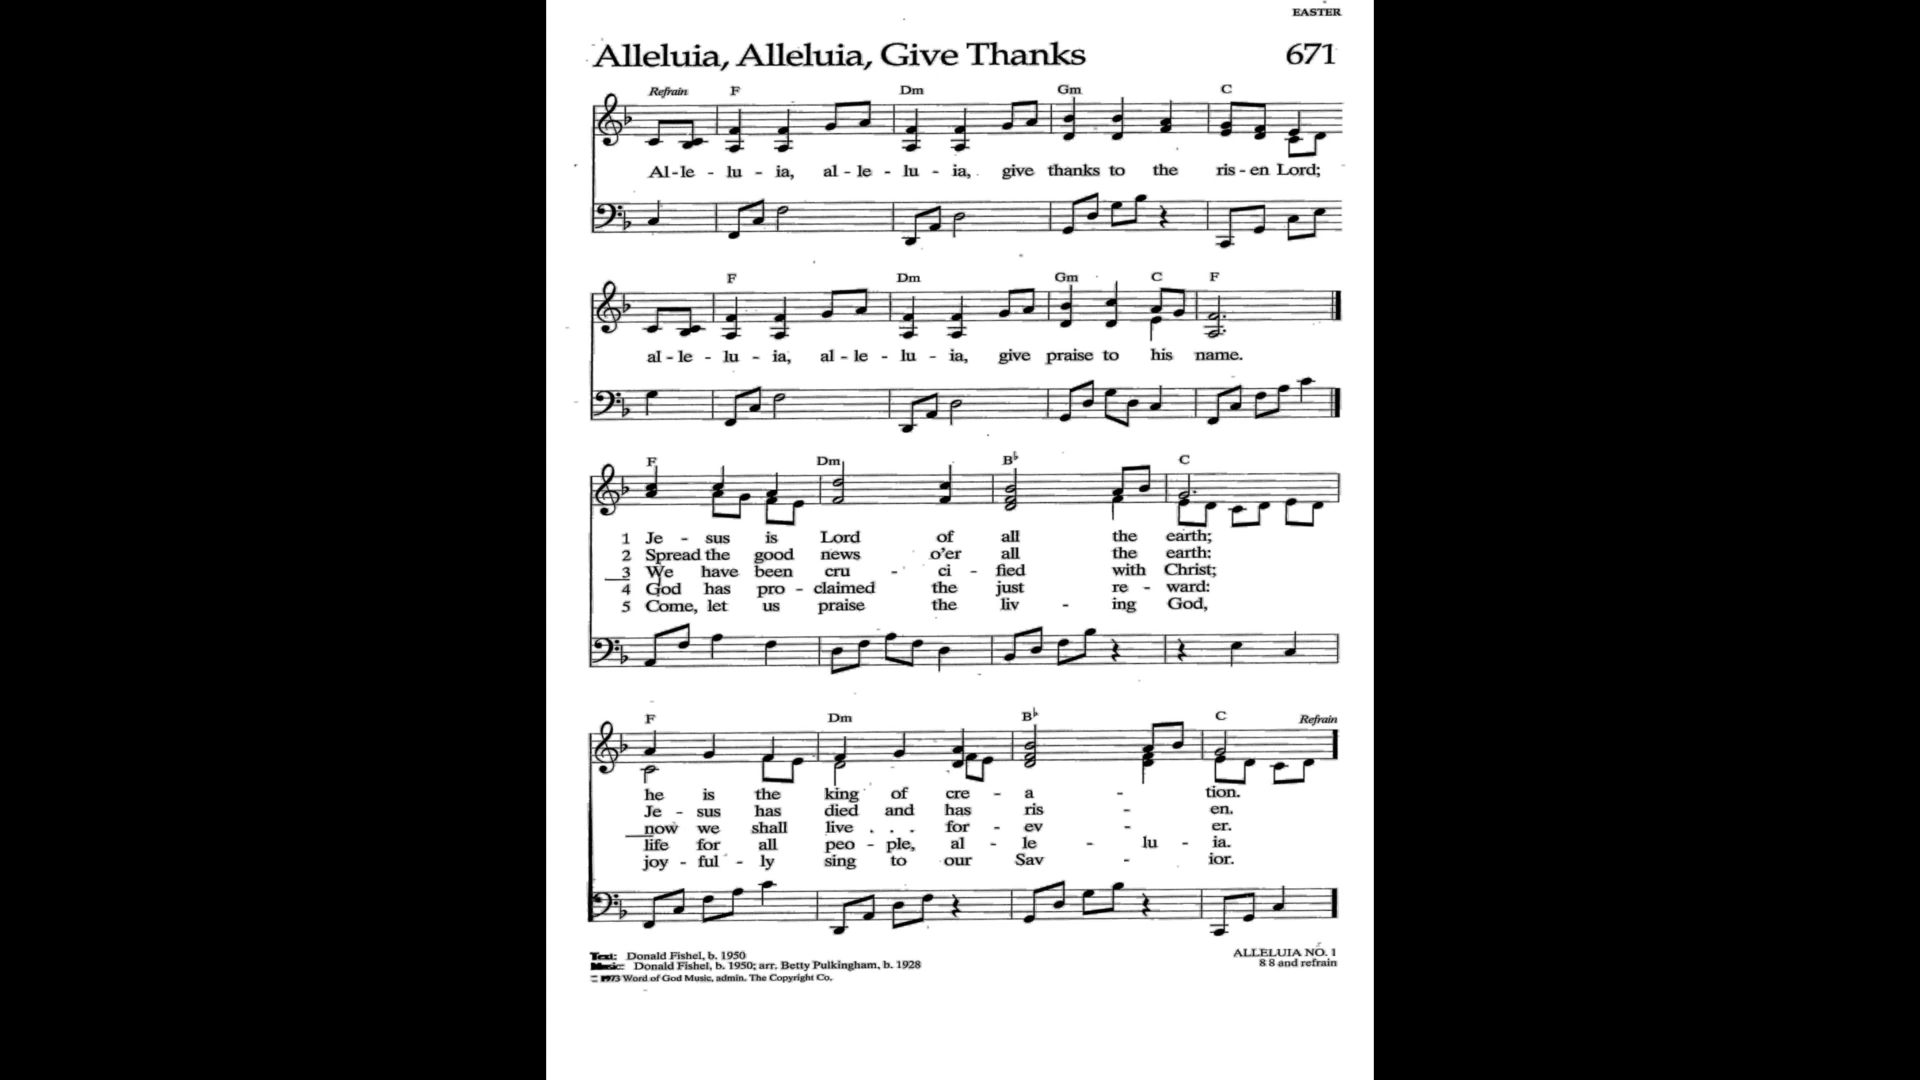 EASTER
Alleluia, Alleluia, Give Thanks 671
Refrain F Dm Gm C
Al - le - lu - ia, al - le - lu - ia, give thanks to the ris - en Lord;
F Dm Gm C F
al - le - lu - ia, al - le - lu - ia, give praise to his name.
F Dm B♭ C
1 Je - sus is Lord of all the earth;
2 Spread the good news o'er all the earth:
3 We have been cru - ci - fied with Christ;
4 God has pro - claimed the just re - ward:
5 Come, let us praise the liv - ing God,
F Dm B♭ C Refrain
he is the king of cre - a - tion.
Je - sus has died and has ris - en.
now we shall live . . . for - ev - er.
life for all peo - ple, al - le - lu - ia.
joy - ful - ly sing to our Sav - ior.
Text: Donald Fishel, b. 1950 ALLELUIA NO. 1
Music: Donald Fishel, b. 1950; arr. Betty Pulkingham, b. 1928 8 8 and refrain
© 1973 Word of God Music, admin. The Copyright Co.